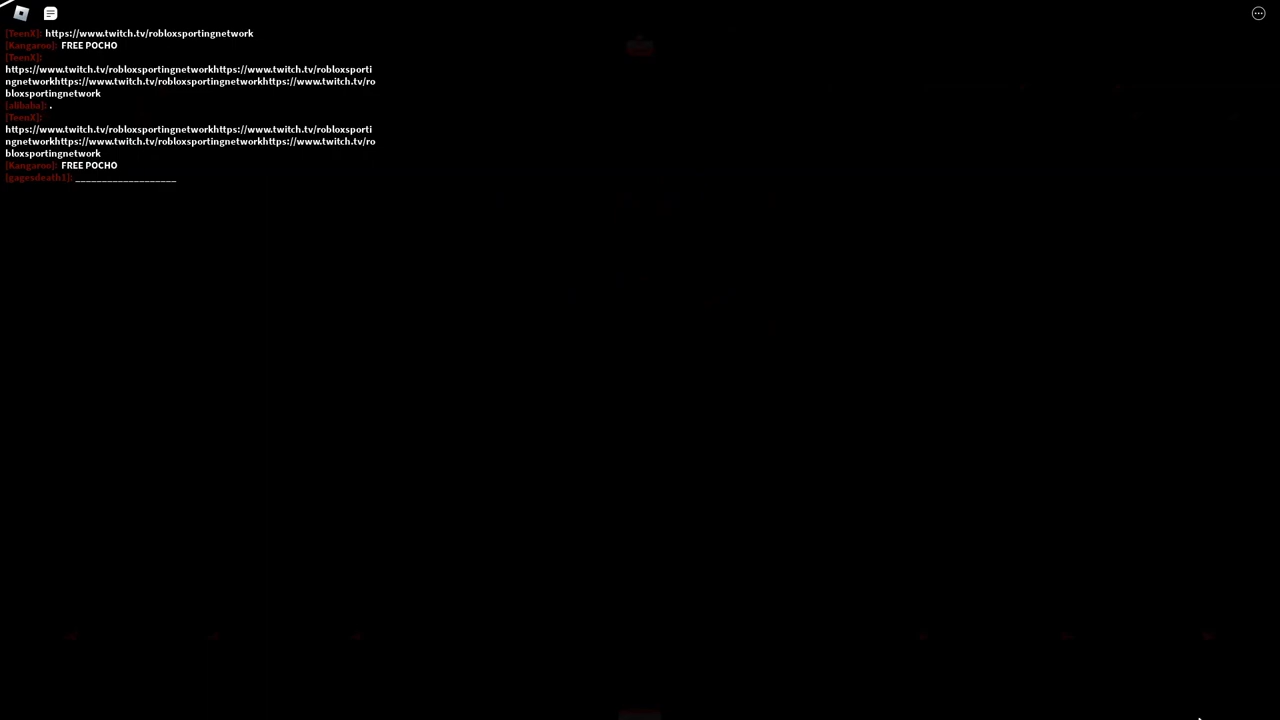 [TeenX]: https://www.twitch.tv/robloxsportingnetwork
[Kangaroo]: FREE POCHO
[TeenX]:
https://www.twitch.tv/robloxsportingnetworkhttps://www.twitch.tv/robloxsporti
ngnetworkhttps://www.twitch.tv/robloxsportingnetworkhttps://www.twitch.tv/ro
bloxsportingnetwork
[alibaba]: .
[TeenX]:
https://www.twitch.tv/robloxsportingnetworkhttps://www.twitch.tv/robloxsporti
ngnetworkhttps://www.twitch.tv/robloxsportingnetworkhttps://www.twitch.tv/ro
bloxsportingnetwork
[Kangaroo]: FREE POCHO
[gagesdeath1]: ___________________